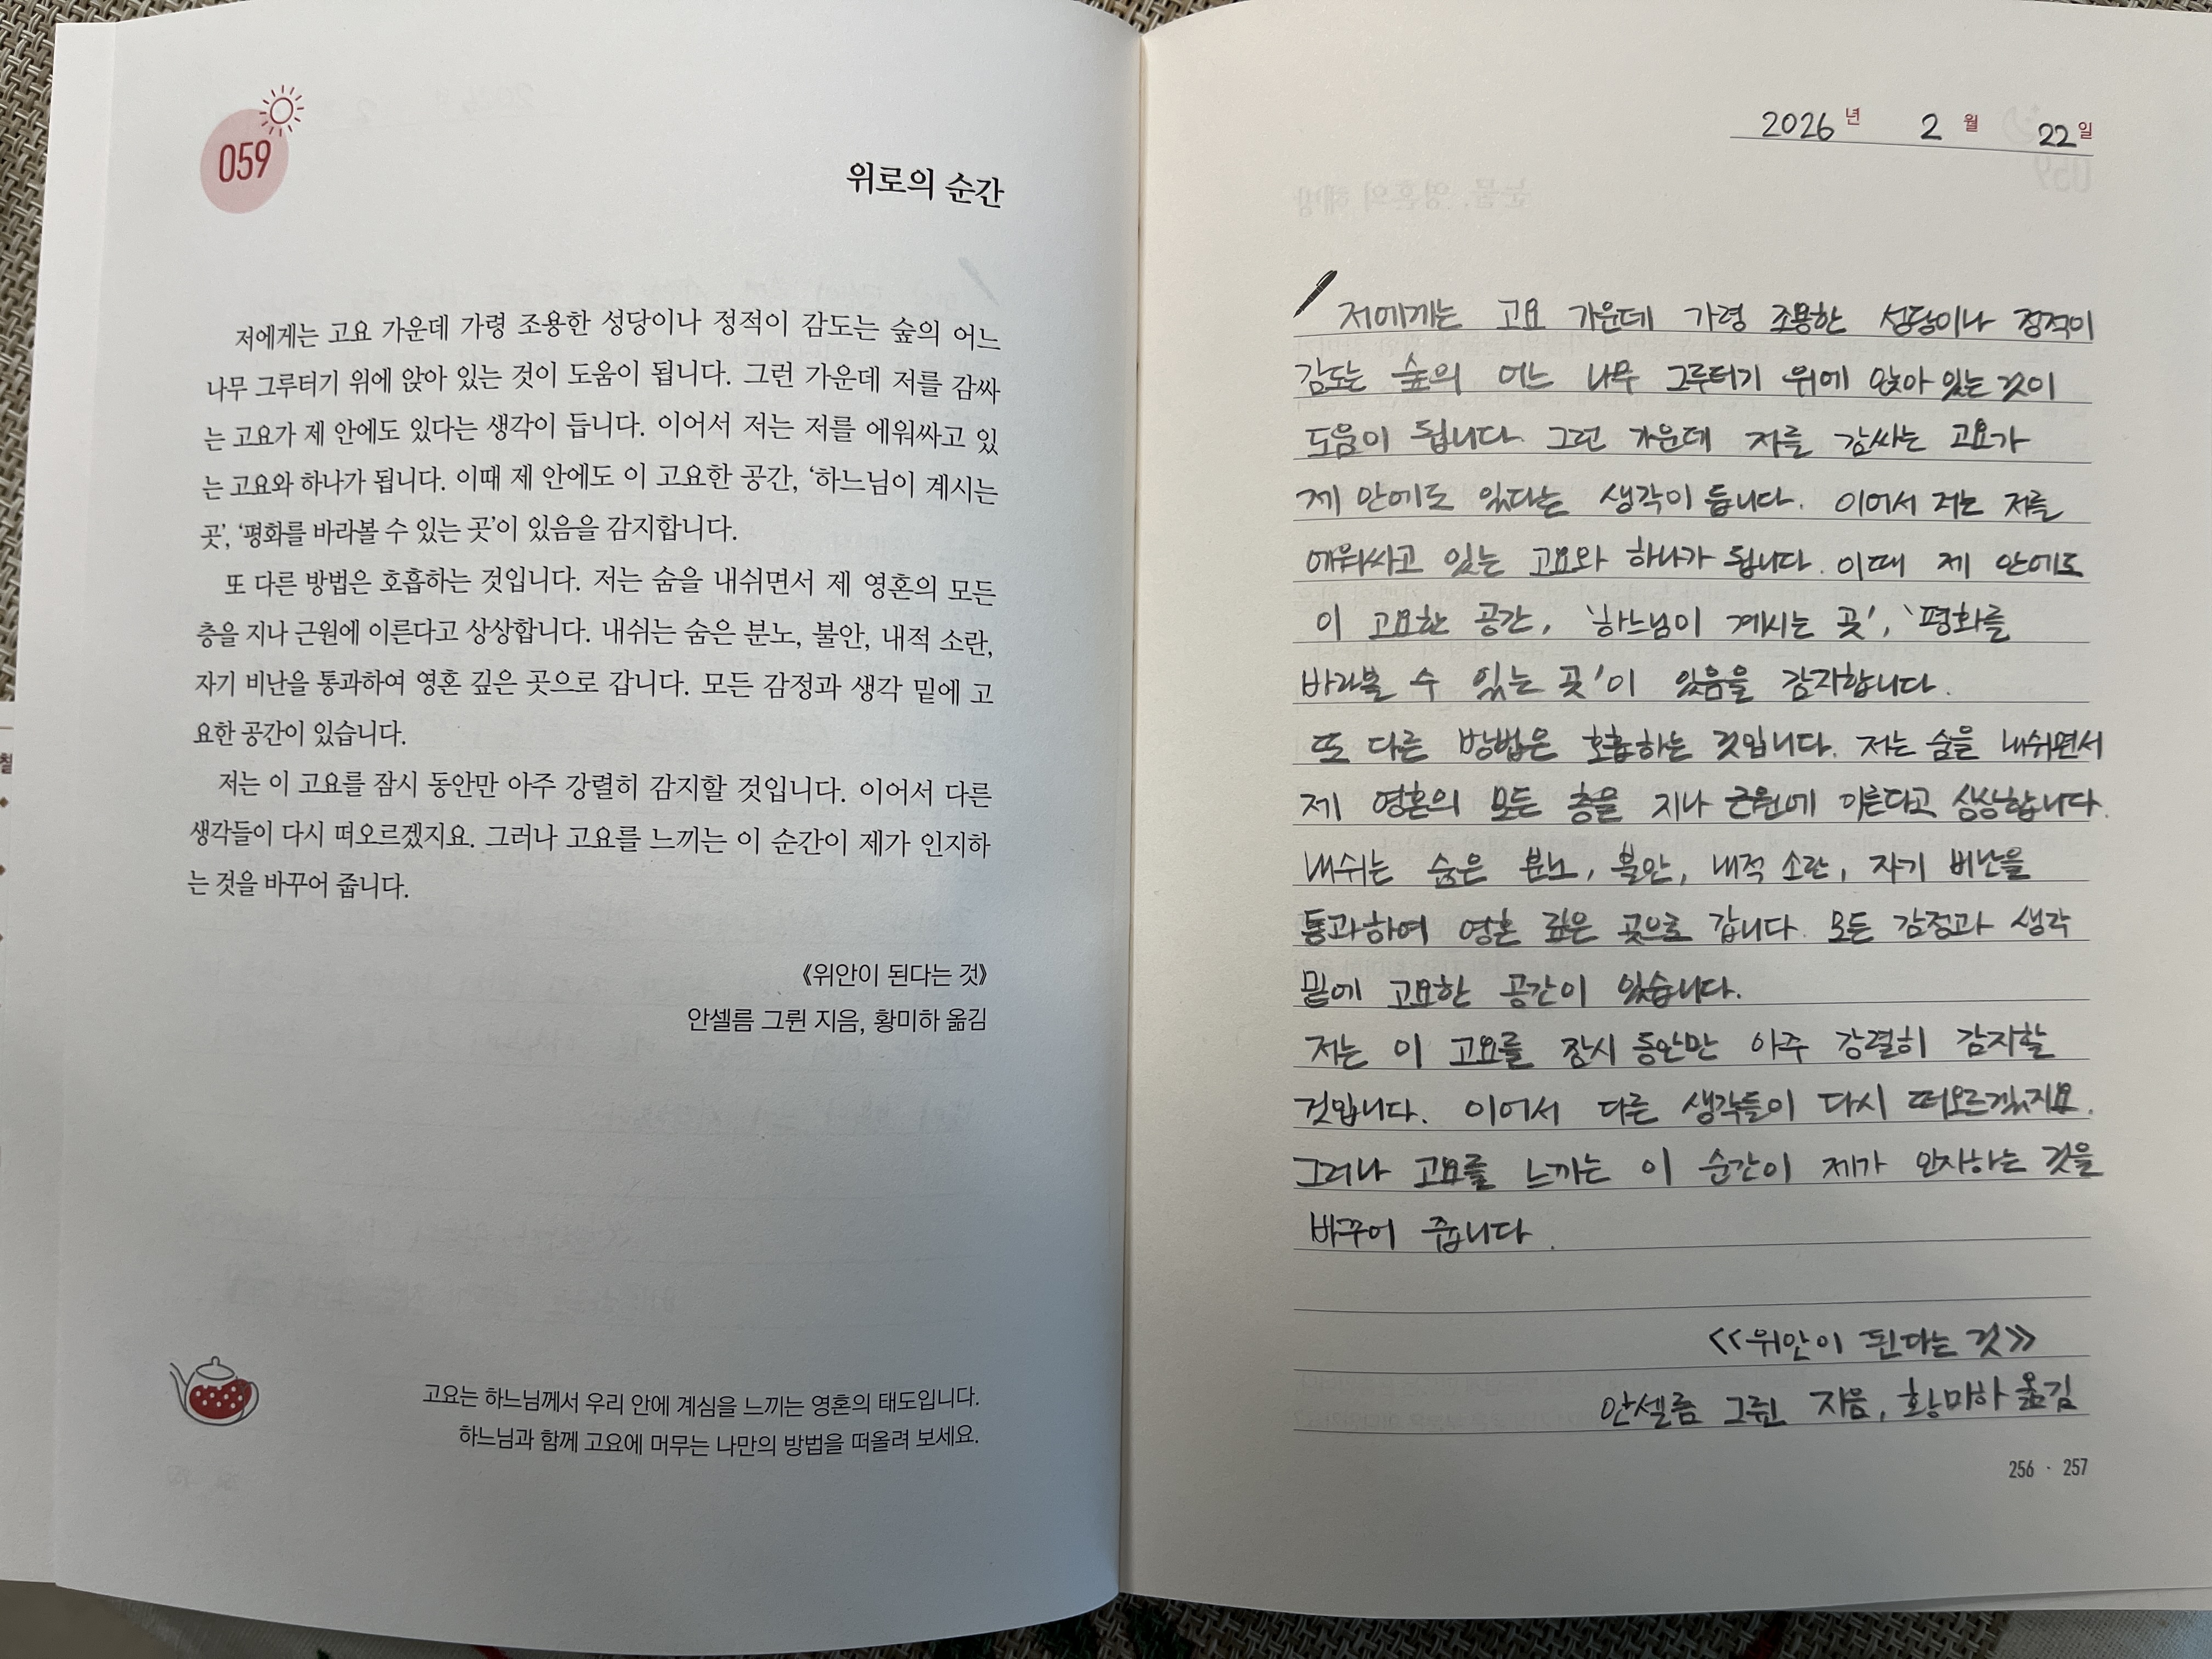 059
위로의 순간
저에게는 고요 가운데 가령 조용한 성당이나 정적이 감도는 숲의 어느
나무 그루터기 위에 앉아 있는 것이 도움이 됩니다. 그런 가운데 저를 감싸
는 고요가 제 안에도 있다는 생각이 듭니다. 이어서 저는 저를 에워싸고 있
는 고요와 하나가 됩니다. 이때 제 안에도 이 고요한 공간, ‘하느님이 계시는
곳’, ‘평화를 바라볼 수 있는 곳’이 있음을 감지합니다.
또 다른 방법은 호흡하는 것입니다. 저는 숨을 내쉬면서 제 영혼의 모든
층을 지나 근원에 이른다고 상상합니다. 내쉬는 숨은 분노, 불안, 내적 소란,
자기 비난을 통과하여 영혼 깊은 곳으로 갑니다. 모든 감정과 생각 밑에 고
요한 공간이 있습니다.
저는 이 고요를 잠시 동안만 아주 강렬히 감지할 것입니다. 이어서 다른
생각들이 다시 떠오르겠지요. 그러나 고요를 느끼는 이 순간이 제가 인지하
는 것을 바꾸어 줍니다.
《위안이 된다는 것》
안셀름 그륀 지음, 황미하 옮김
고요는 하느님께서 우리 안에 계심을 느끼는 영혼의 태도입니다.
하느님과 함께 고요에 머무는 나만의 방법을 떠올려 보세요.
2026년 2월 22일
저에게는 고요 가운데 가령 조용한 성당이나 정적이
감도는 숲의 어느 나무 그루터기 위에 앉아 있는 것이
도움이 됩니다. 그런 가운데 저를 감싸는 고요가
제 안에도 있다는 생각이 듭니다. 이어서 저는 저를
에워싸고 있는 고요와 하나가 됩니다. 이때 제 안에도
이 고요한 공간, ‘하느님이 계시는 곳’, ‘평화를
바라볼 수 있는 곳’이 있음을 감지합니다.
또 다른 방법은 호흡하는 것입니다. 저는 숨을 내쉬면서
제 영혼의 모든 층을 지나 근원에 이른다고 상상합니다.
내쉬는 숨은 분노, 불안, 내적 소란, 자기 비난을
통과하여 영혼 깊은 곳으로 갑니다. 모든 감정과 생각
밑에 고요한 공간이 있습니다.
저는 이 고요를 잠시 동안만 아주 강렬히 감지할
것입니다. 이어서 다른 생각들이 다시 떠오르겠지요.
그러나 고요를 느끼는 이 순간이 제가 인지하는 것을
바꾸어 줍니다.
<<위안이 된다는 것>>
안셀름 그륀 지음, 황미하 옮김
256 · 257